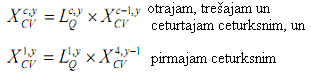 X_{CV}^{c,y} = L_Q^{c,y} × X_{CV}^{c-1,y} otrajam, trešajam un
ceturtajam ceturksnim, un
X_{CV}^{1,y} = L_Q^{1,y} × X_{CV}^{4,y-1} pirmajam ceturksnim